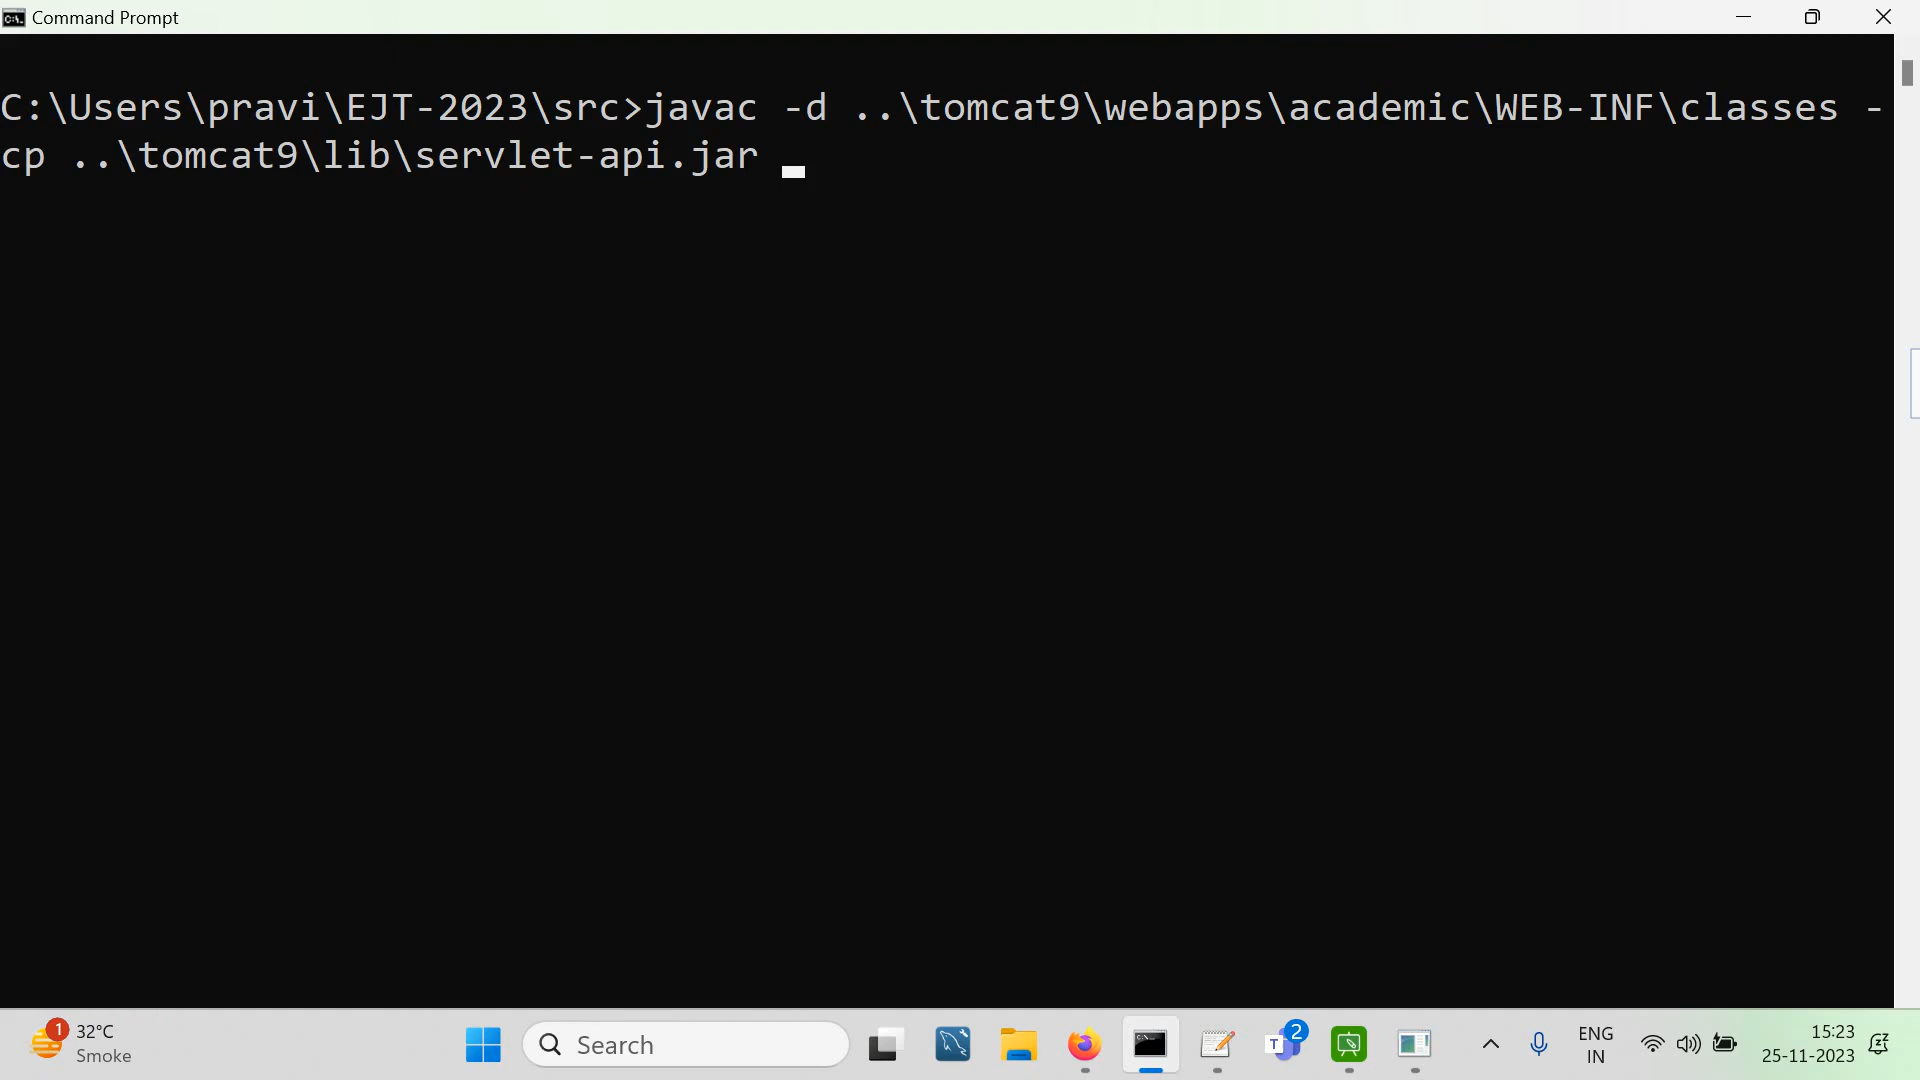 Command Prompt
C:\Users\pravi\EJT-2023\src>javac -d ..\tomcat9\webapps\academic\WEB-INF\classes -
cp ..\tomcat9\lib\servlet-api.jar
1
32°C
Smoke
Search
T
2
ENG
IN
15:23
25-11-2023